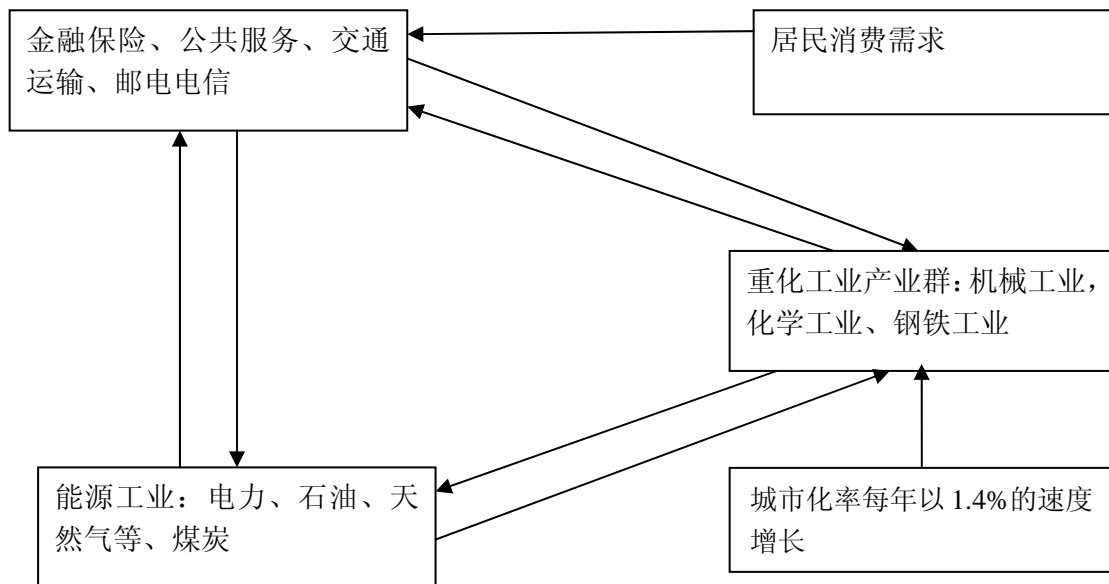 金融保险、公共服务、交通
运输、邮电电信
居民消费需求
重化工业产业群：机械工业，
化学工业、钢铁工业
能源工业：电力、石油、天
然气等、煤炭
城市化率每年以1.4%的速度
增长